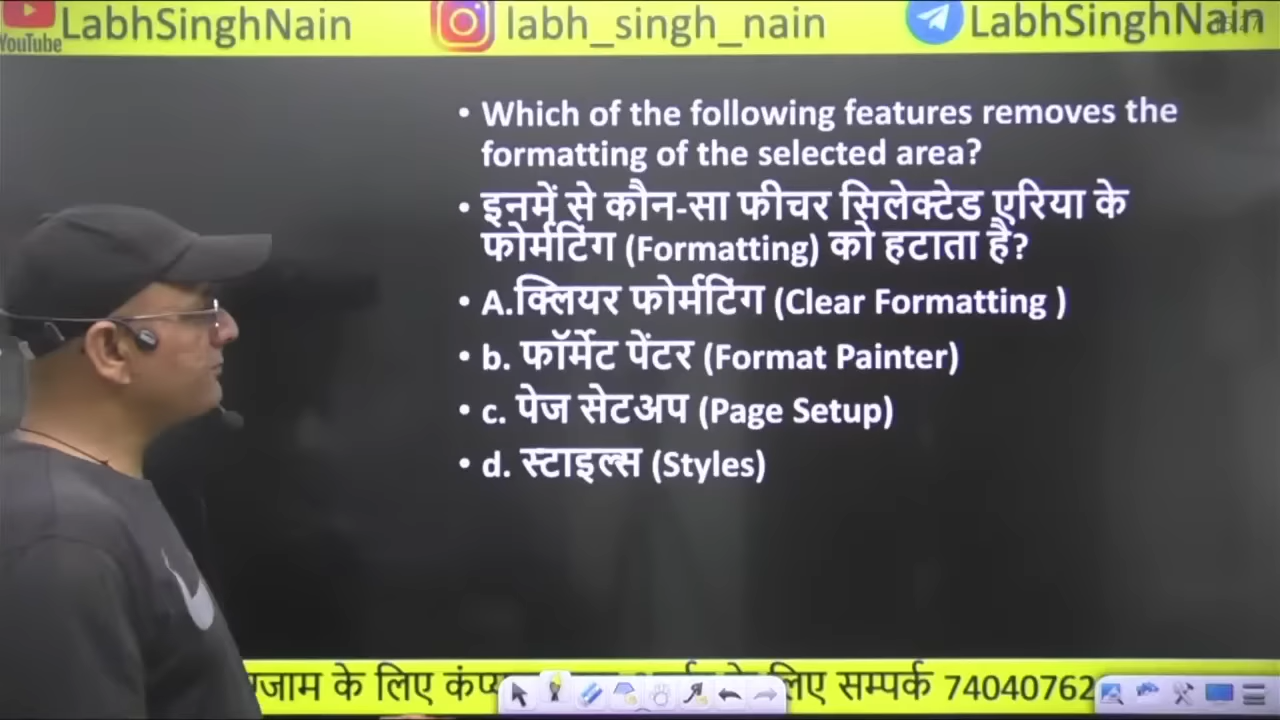 YouTube LabhSinghNain labh_singh_nain LabhSinghNain
• Which of the following features removes the
formatting of the selected area?
• इनमें से कौन-सा फीचर सिलेक्टेड एरिया के
फोर्मेटिंग (Formatting) को हटाता है?
• A.क्लियर फोर्मेटिंग (Clear Formatting )
• b. फॉर्मेट पेंटर (Format Painter)
• c. पेज सेटअप (Page Setup)
• d. स्टाइल्स (Styles)
के लिए लिए सम्पर्क 74040762